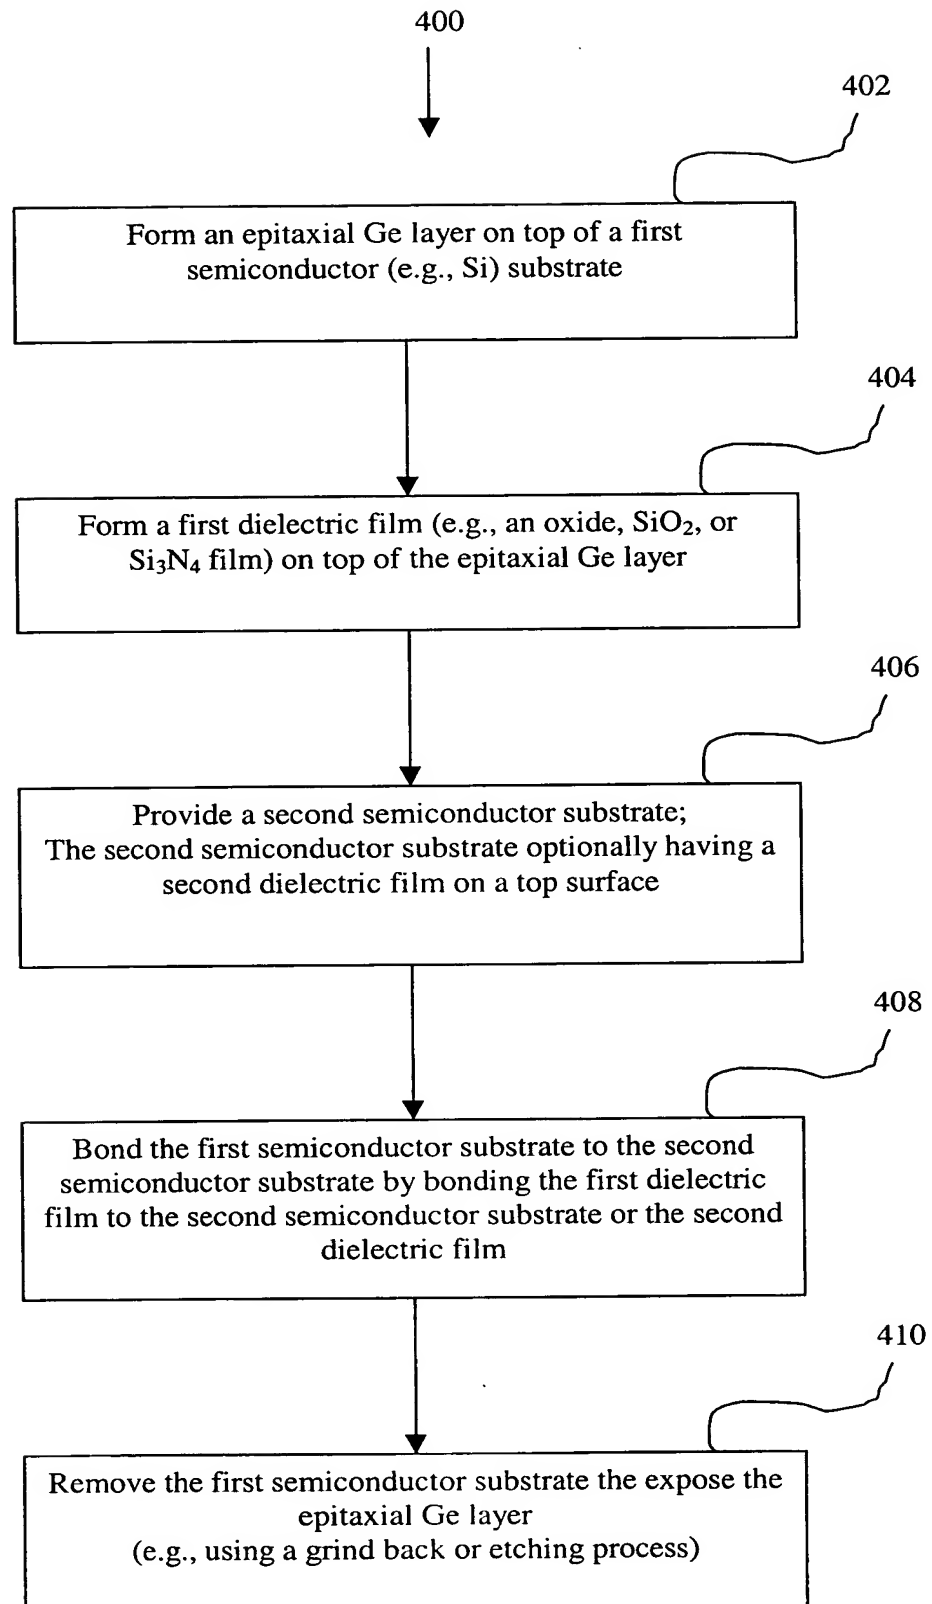 400
402
Form an epitaxial Ge layer on top of a first
semiconductor (e.g., Si) substrate
404
Form a first dielectric film (e.g., an oxide, SiO₂, or
Si₃N₄ film) on top of the epitaxial Ge layer
406
Provide a second semiconductor substrate;
The second semiconductor substrate optionally having a
second dielectric film on a top surface
408
Bond the first semiconductor substrate to the second
semiconductor substrate by bonding the first dielectric
film to the second semiconductor substrate or the second
dielectric film
410
Remove the first semiconductor substrate the expose the
epitaxial Ge layer
(e.g., using a grind back or etching process)